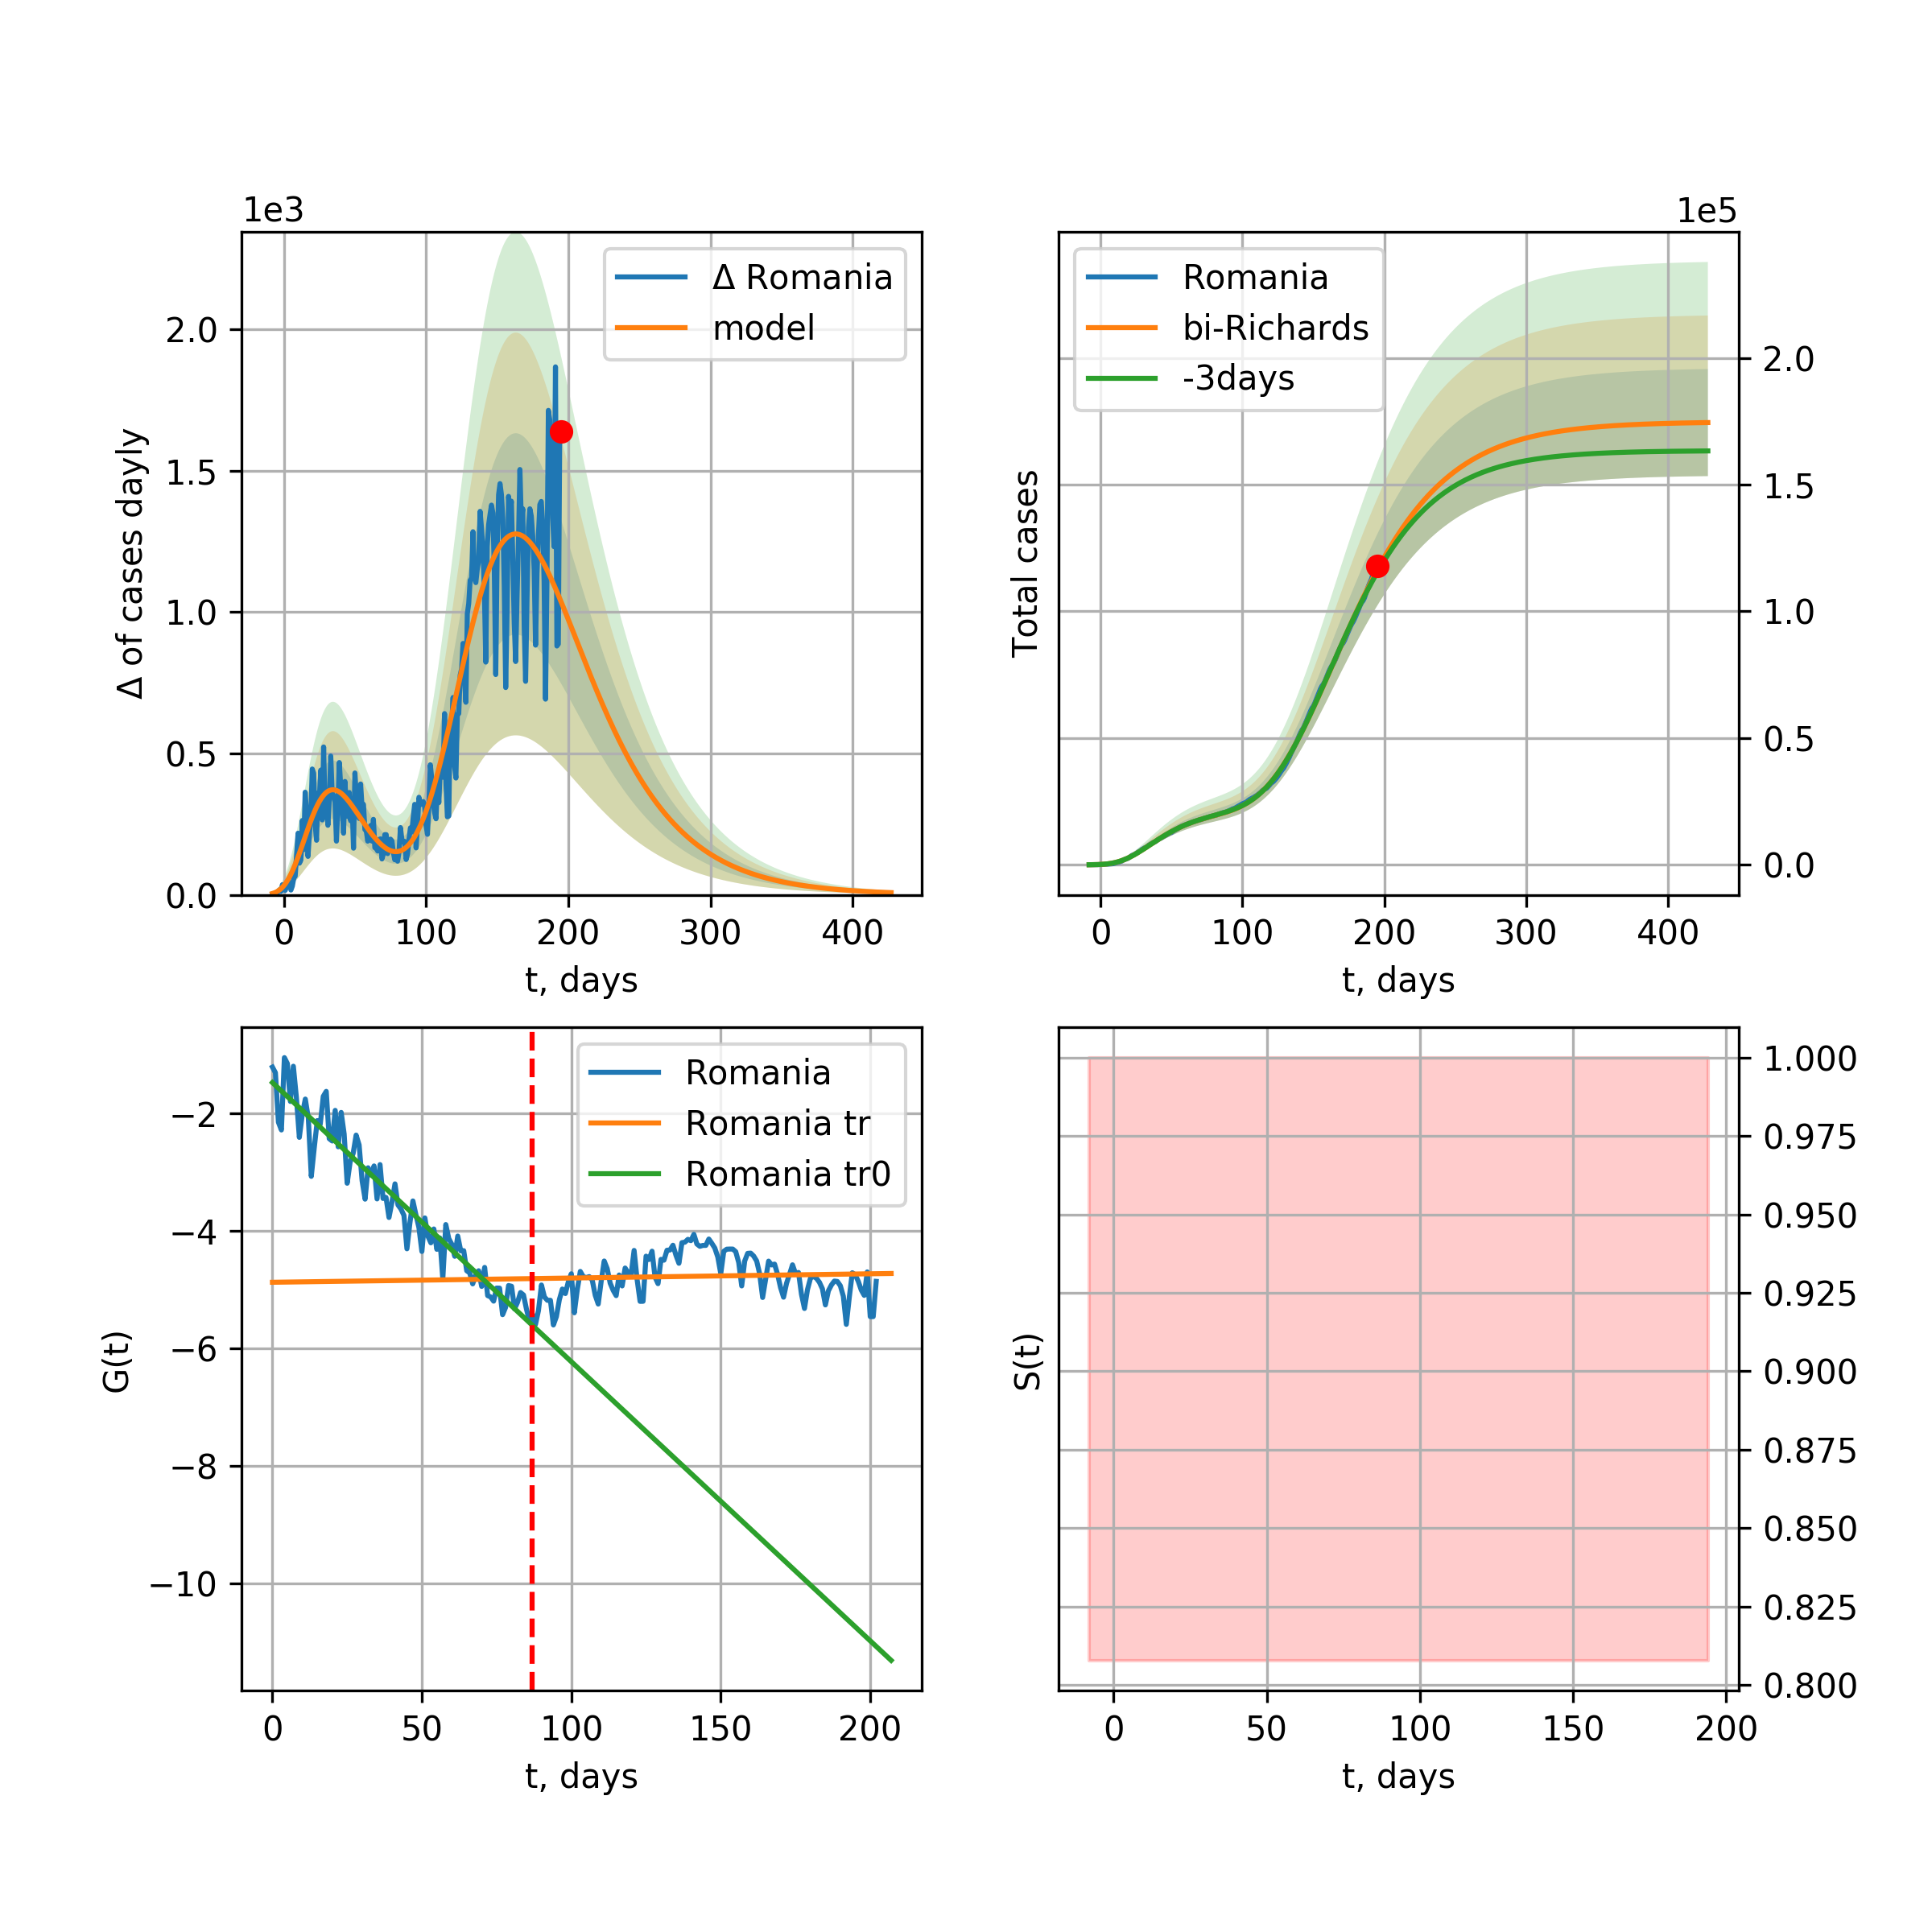 1e3
Δ of cases dayly
2.0
1.5
1.0
0.5
0.0
Δ Romania
model
0 100 200 300 400
t, days
1e5
Total cases
Romania
bi-Richards
-3days
2.0
1.5
1.0
0.5
0.0
0 100 200 300 400
t, days
G(t)
−2
−4
−6
−8
−10
Romania
Romania tr
Romania tr0
0 50 100 150 200
t, days
S(t)
1.000
0.975
0.950
0.925
0.900
0.875
0.850
0.825
0.800
0 50 100 150 200
t, days